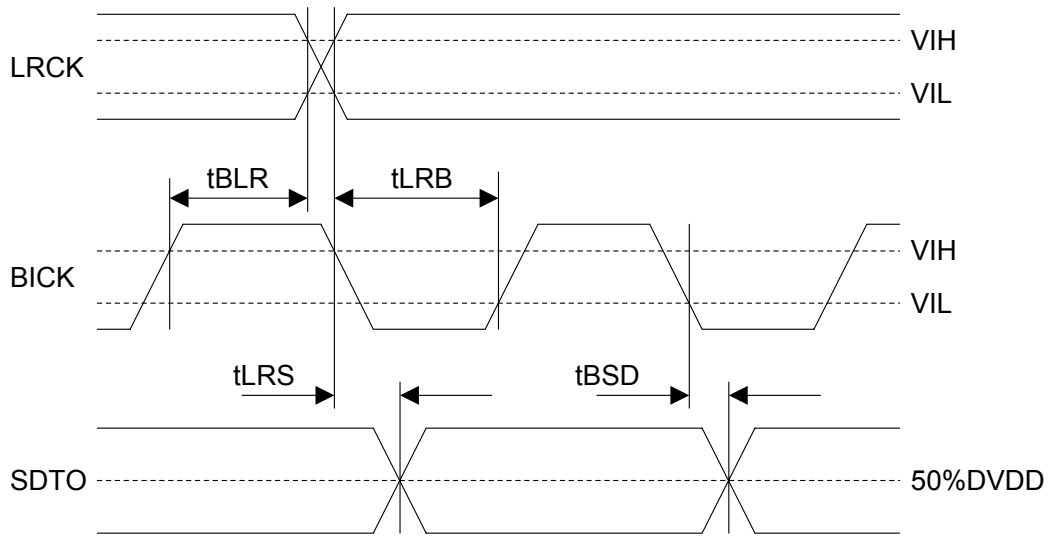 LRCK
VIH
VIL
tBLR
tLRB
BICK
VIH
VIL
tLRS
tBSD
SDTO
50%DVDD